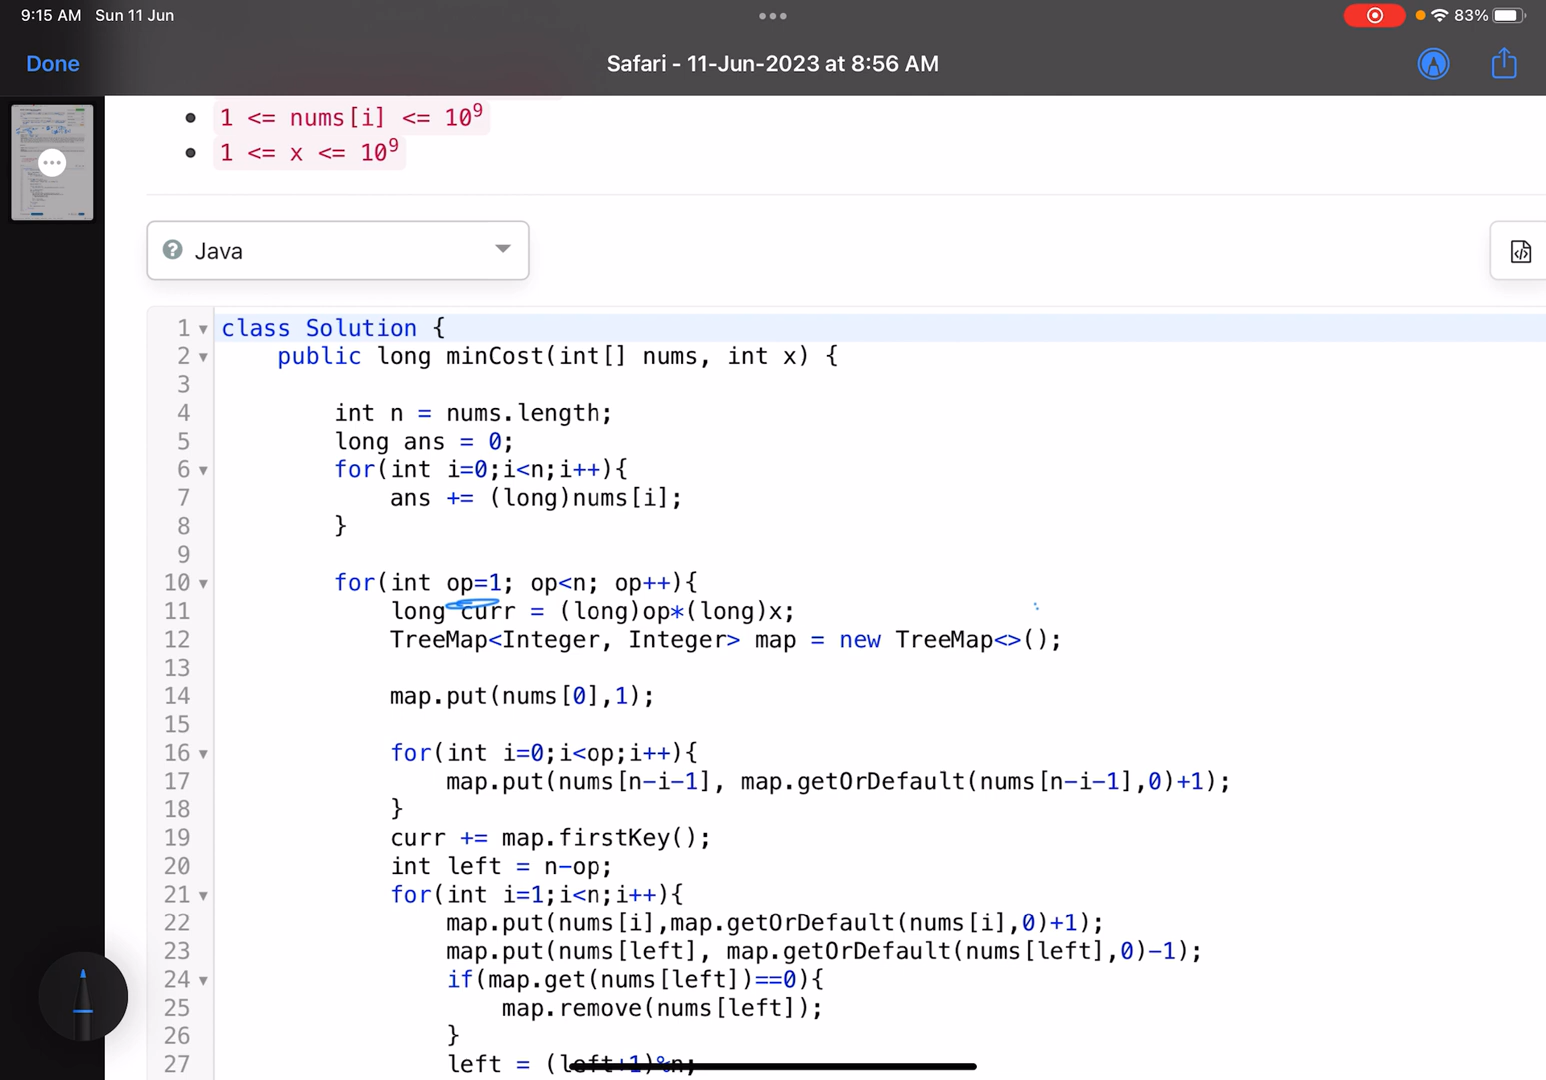 9:15 AM Sun 11 Jun
83%
Done
Safari - 11-Jun-2023 at 8:56 AM
1 <= nums[i] <= 10⁹
1 <= x <= 10⁹
Java
1 class Solution {
2 public long minCost(int[] nums, int x) {
3
4 int n = nums.length;
5 long ans = 0;
6 for(int i=0;i<n;i++){
7 ans += (long)nums[i];
8 }
9
10 for(int op=1; op<n; op++){
11 long curr = (long)op*(long)x;
12 TreeMap<Integer, Integer> map = new TreeMap<>();
13
14 map.put(nums[0],1);
15
16 for(int i=0;i<op;i++){
17 map.put(nums[n-i-1], map.getOrDefault(nums[n-i-1],0)+1);
18 }
19 curr += map.firstKey();
20 int left = n-op;
21 for(int i=1;i<n;i++){
22 map.put(nums[i],map.getOrDefault(nums[i],0)+1);
23 map.put(nums[left], map.getOrDefault(nums[left],0)-1);
24 if(map.get(nums[left])==0){
25 map.remove(nums[left]);
26 }
27 left = (left+1)%n;